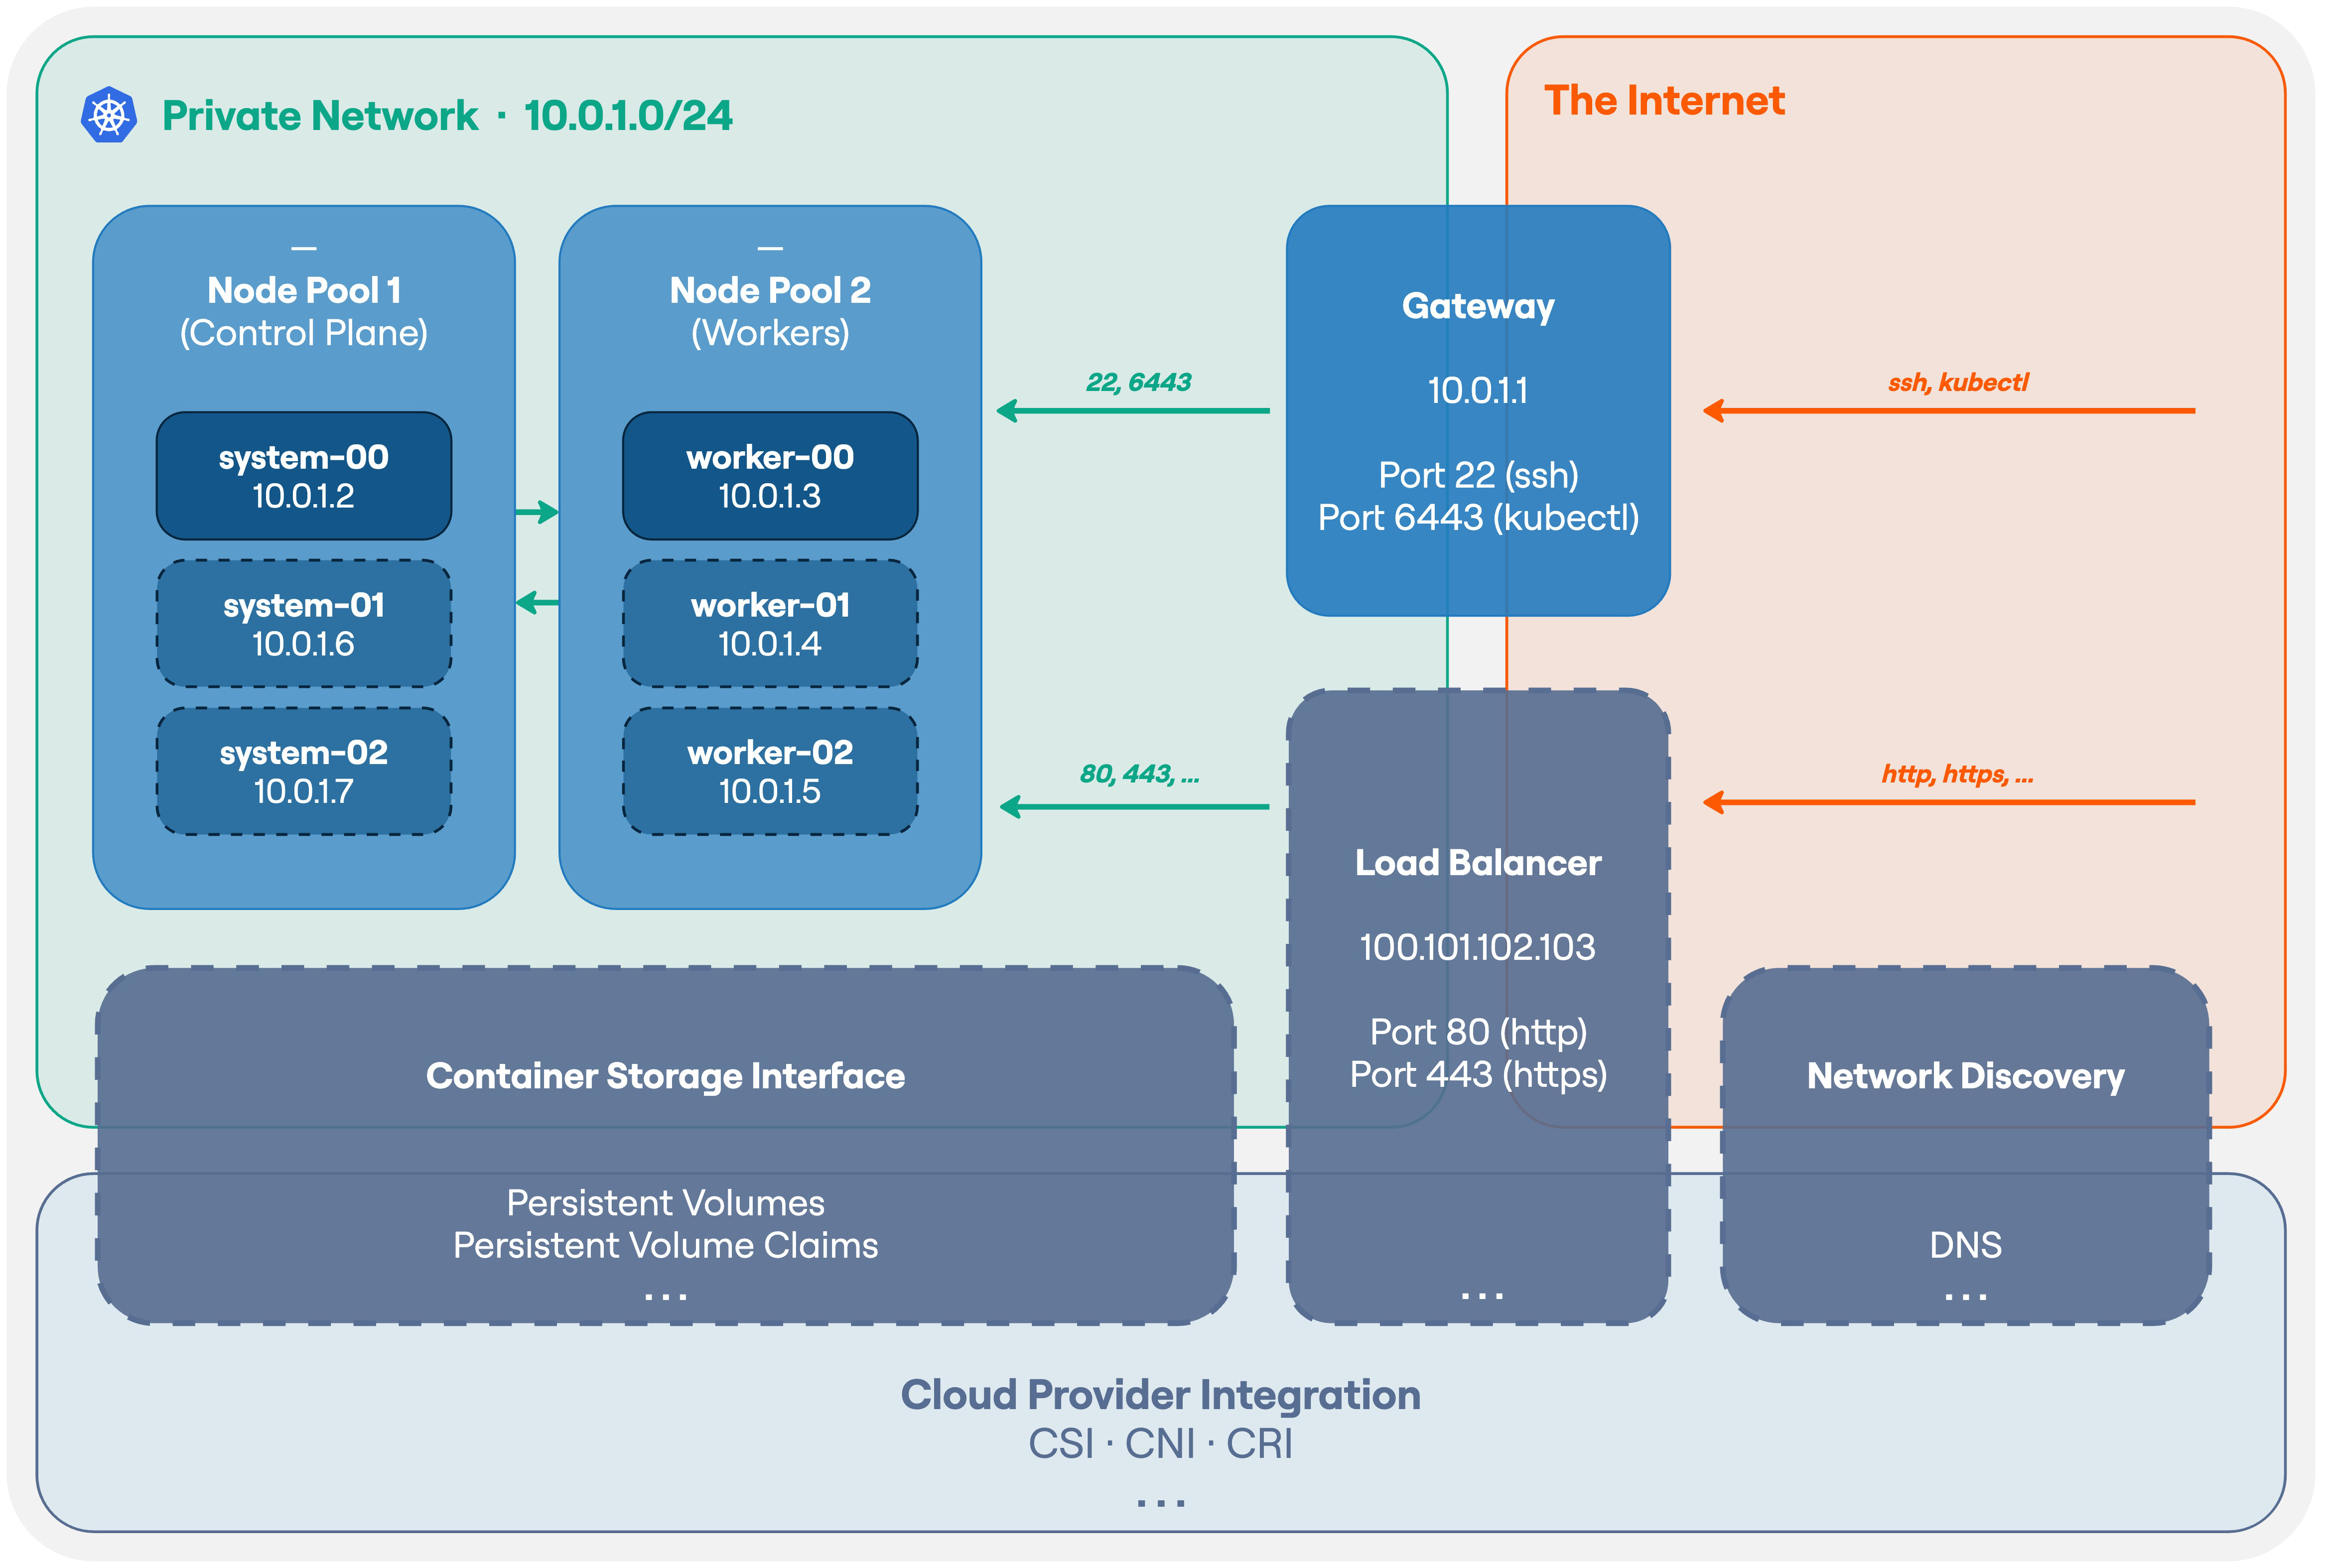 Private Network · 10.0.1.0/24
The Internet
—
Node Pool 1
(Control Plane)
system-00
10.0.1.2
system-01
10.0.1.6
system-02
10.0.1.7
—
Node Pool 2
(Workers)
worker-00
10.0.1.3
worker-01
10.0.1.4
worker-02
10.0.1.5
22, 6443
Gateway
10.0.1.1
Port 22 (ssh)
Port 6443 (kubectl)
ssh, kubectl
80, 443, ...
Load Balancer
100.101.102.103
Port 80 (http)
Port 443 (https)
...
http, https, ...
Container Storage Interface
Persistent Volumes
Persistent Volume Claims
...
Network Discovery
DNS
...
Cloud Provider Integration
CSI · CNI · CRI
...